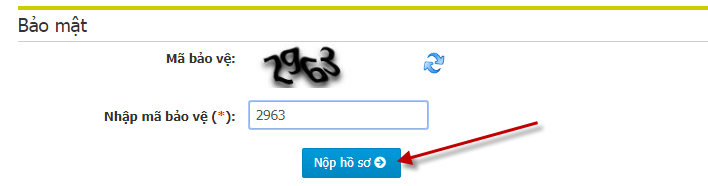 Bảo mật
Mã bảo vệ: 2963
Nhập mã bảo vệ (*): 2963
Nộp hồ sơ